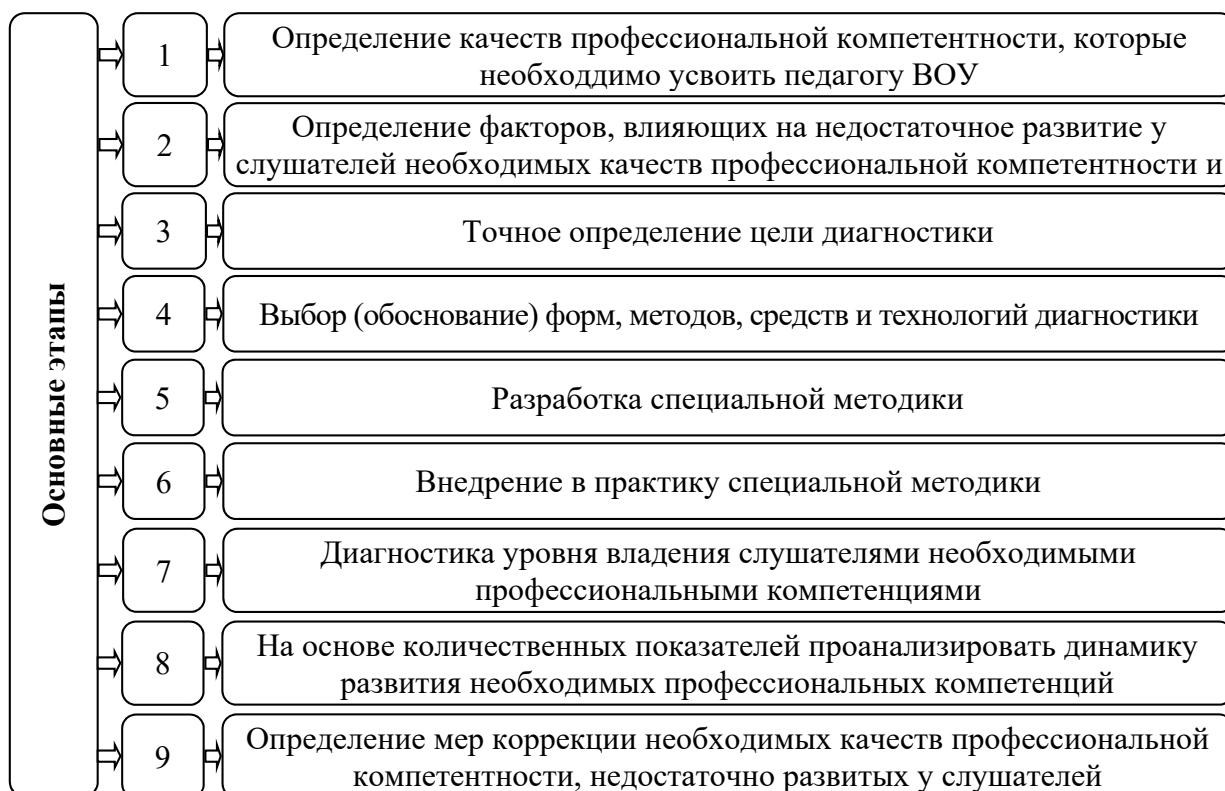 Основные этапы
1
Определение качеств профессиональной компетентности, которые
необходдимо усвоить педагогу ВОУ
2
Определение факторов, влияющих на недостаточное развитие у
слушателей необходимых качеств профессиональной компетентности и
3
Точное определение цели диагностики
4
Выбор (обоснование) форм, методов, средств и технологий диагностики
5
Разработка специальной методики
6
Внедрение в практику специальной методики
7
Диагностика уровня владения слушателями необходимыми
профессиональными компетенциями
8
На основе количественных показателей проанализировать динамику
развития необходимых профессиональных компетенций
9
Определение мер коррекции необходимых качеств профессиональной
компетентности, недостаточно развитых у слушателей